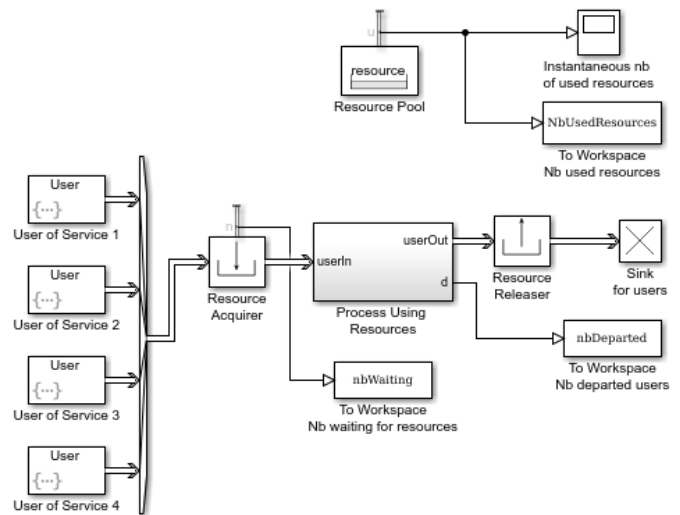 u
resource
Resource Pool
Instantaneous nb
of used resources
NbUsedResources
To Workspace
Nb used resources
User
{···}
User of Service 1
User
{···}
User of Service 2
User
{···}
User of Service 3
User
{···}
User of Service 4
n
Resource
Acquirer
userIn
userOut
d
Process Using
Resources
Resource
Releaser
Sink
for users
nbDeparted
To Workspace
Nb departed users
nbWaiting
To Workspace
Nb waiting for resources